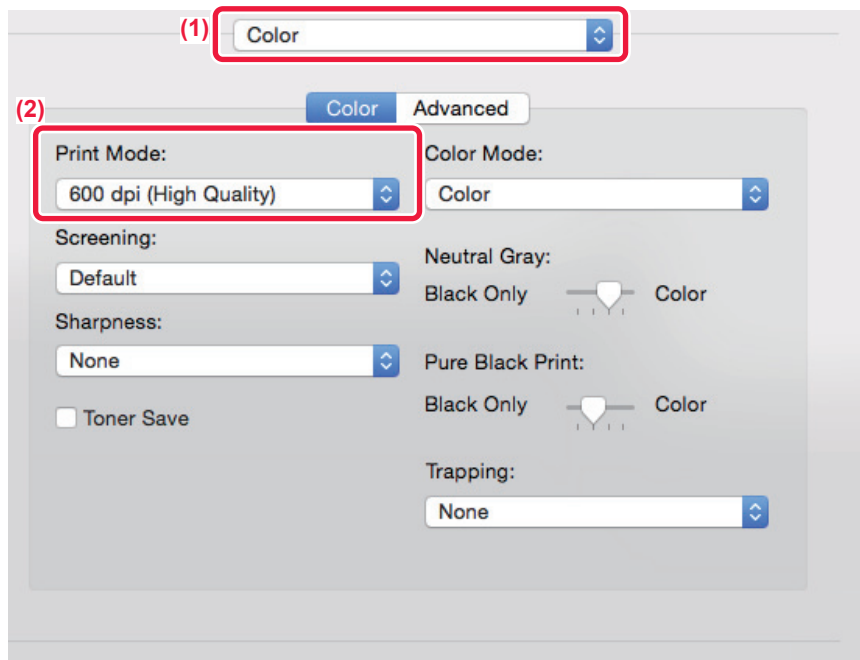 (1)
Color
Color
Advanced
(2)
Print Mode:
600 dpi (High Quality)
Screening:
Default
Sharpness:
None
Toner Save
Color Mode:
Color
Neutral Gray:
Black Only
Color
Pure Black Print:
Black Only
Color
Trapping:
None